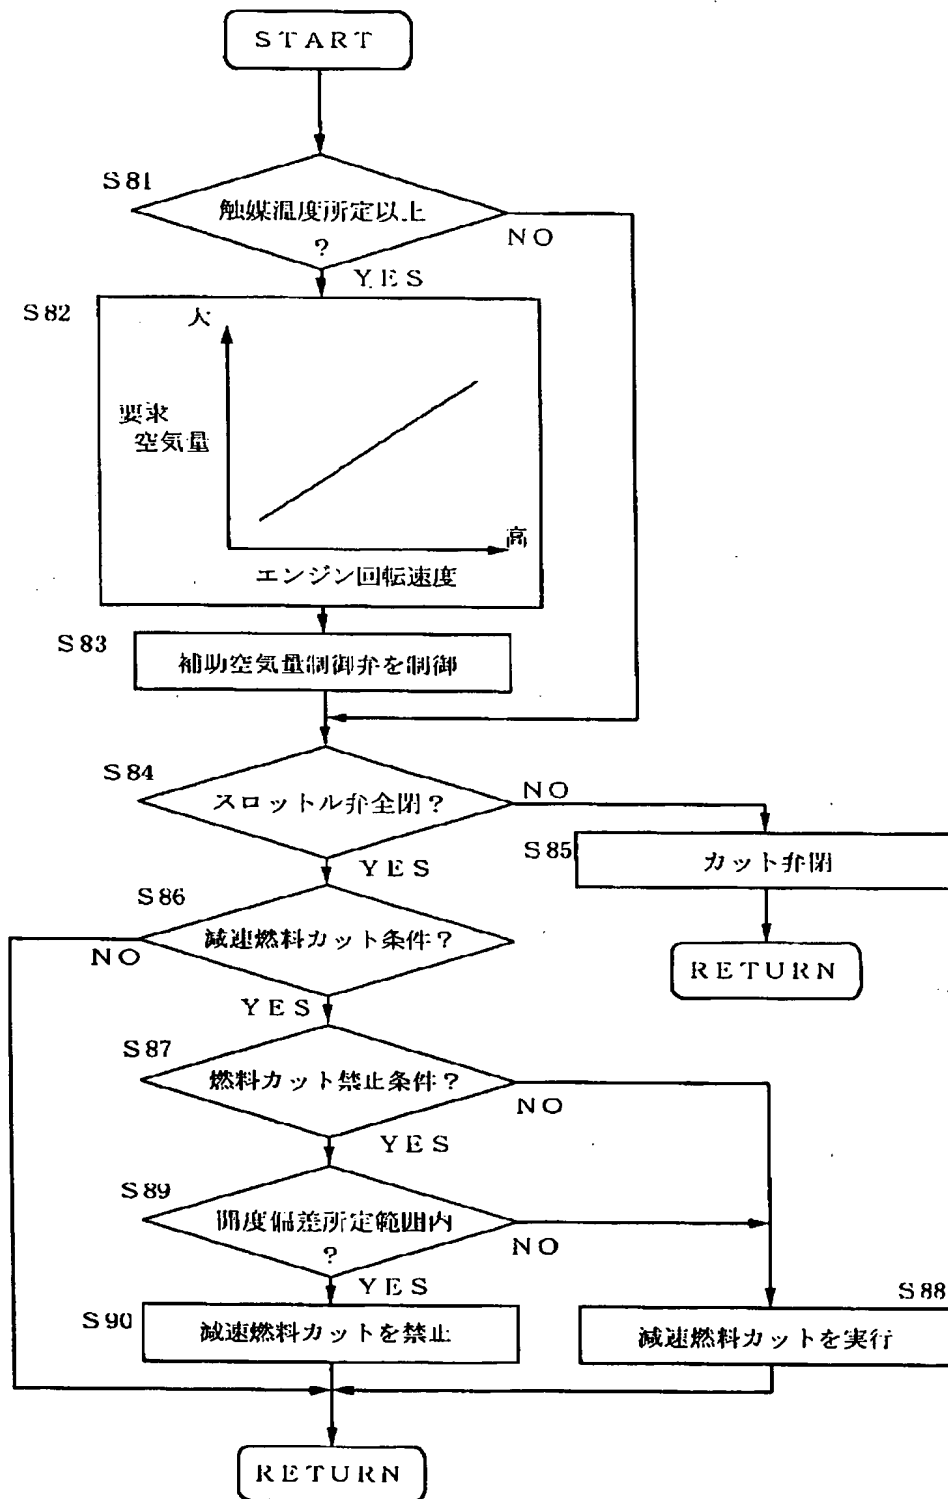 START
S81
触媒温度所定以上
?
NO
YES
S82
大
要求
空気量
高
エンジン回転速度
S83
補助空気量制御弁を制御
S84
スロットル弁全閉?
NO
YES
S85
カット弁閉
RETURN
S86
減速燃料カット条件?
NO
YES
S87
燃料カット禁止条件?
NO
YES
S89
開度偏差所定範囲内
?
NO
YES
S90
減速燃料カットを禁止
S88
減速燃料カットを実行
RETURN